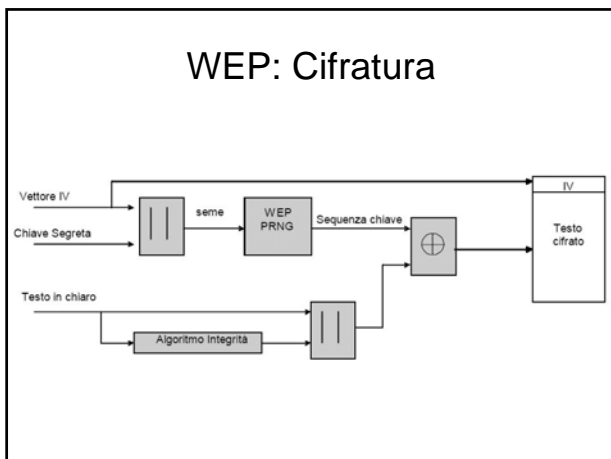 WEP: Cifratura
Vettore IV
Chiave Segreta
seme
WEP
PRNG
Sequenza chiave
IV
Testo
cifrato
Testo in chiaro
Algoritmo Integrità